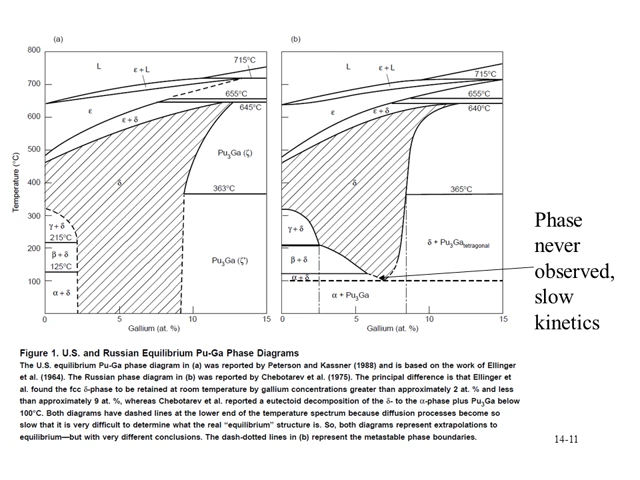 (a)
(b)
800
700
600
500
400
300
200
100
Temperature (°C)
L
ε + L
715°C
655°C
645°C
ε
ε + δ
δ
Pu₃Ga (ζ)
363°C
Pu₃Ga (ζ')
γ + δ
215°C
β + δ
125°C
α + δ
0
5
10
15
Gallium (at. %)
L
ε + L
715°C
655°C
640°C
ε
ε + δ
δ
365°C
γ + δ
β + δ
α + δ
δ + Pu₃Ga tetragonal
α + Pu₃Ga
0
5
10
15
Gallium (at. %)
Phase
never
observed,
slow
kinetics
Figure 1. U.S. and Russian Equilibrium Pu-Ga Phase Diagrams
The U.S. equilibrium Pu-Ga phase diagram in (a) was reported by Peterson and Kassner (1988) and is based on the work of Ellinger
et al. (1964). The Russian phase diagram in (b) was reported by Chebotarev et al. (1975). The principal difference is that Ellinger et
al. found the fcc δ-phase to be retained at room temperature by gallium concentrations greater than approximately 2 at. % and less
than approximately 9 at. %, whereas Chebotarev et al. reported a eutectoid decomposition of the δ- to the α-phase plus Pu₃Ga below
100°C. Both diagrams have dashed lines at the lower end of the temperature spectrum because diffusion processes become so
slow that it is very difficult to determine what the real “equilibrium” structure is. So, both diagrams represent extrapolations to
equilibrium—but with very different conclusions. The dash-dotted lines in (b) represent the metastable phase boundaries.
14-11